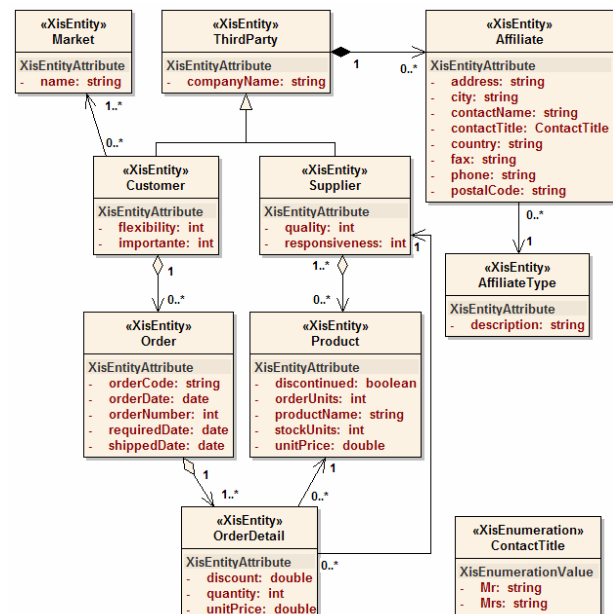 «XisEntity»
Market
XisEntityAttribute
- name: string
«XisEntity»
ThirdParty
XisEntityAttribute
- companyName: string
1
0..*
«XisEntity»
Affiliate
XisEntityAttribute
- address: string
- city: string
- contactName: string
- contactTitle: ContactTitle
- country: string
- fax: string
- phone: string
- postalCode: string
1..*
0..*
«XisEntity»
Customer
XisEntityAttribute
- flexibility: int
- importante: int
«XisEntity»
Supplier
XisEntityAttribute
- quality: int
- responsiveness: int
0..*
1
1
«XisEntity»
AffiliateType
XisEntityAttribute
- description: string
1
0..*
1..*
0..*
«XisEntity»
Order
XisEntityAttribute
- orderCode: string
- orderDate: date
- orderNumber: int
- requiredDate: date
- shippedDate: date
«XisEntity»
Product
XisEntityAttribute
- discontinued: boolean
- orderUnits: int
- productName: string
- stockUnits: int
- unitPrice: double
1
1..*
1
0..*
«XisEntity»
OrderDetail
XisEntityAttribute
- discount: double
- quantity: int
- unitPrice: double
0..*
«XisEnumeration»
ContactTitle
XisEnumerationValue
- Mr: string
- Mrs: string